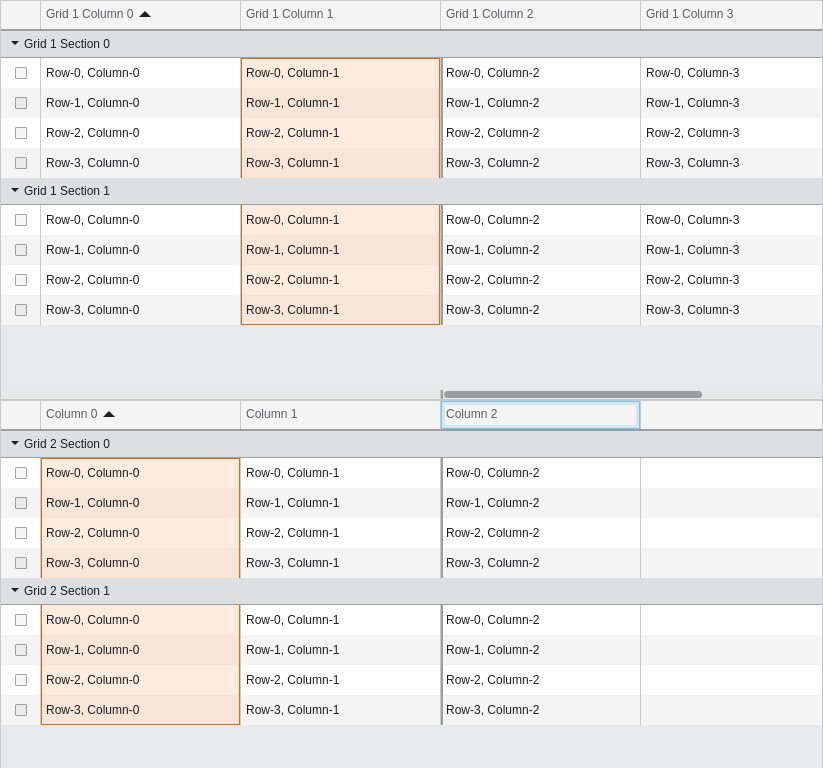 Grid 1 Column 0 Grid 1 Column 1 Grid 1 Column 2 Grid 1 Column 3
Grid 1 Section 0
Row-0, Column-0 Row-0, Column-1 Row-0, Column-2 Row-0, Column-3
Row-1, Column-0 Row-1, Column-1 Row-1, Column-2 Row-1, Column-3
Row-2, Column-0 Row-2, Column-1 Row-2, Column-2 Row-2, Column-3
Row-3, Column-0 Row-3, Column-1 Row-3, Column-2 Row-3, Column-3
Grid 1 Section 1
Row-0, Column-0 Row-0, Column-1 Row-0, Column-2 Row-0, Column-3
Row-1, Column-0 Row-1, Column-1 Row-1, Column-2 Row-1, Column-3
Row-2, Column-0 Row-2, Column-1 Row-2, Column-2 Row-2, Column-3
Row-3, Column-0 Row-3, Column-1 Row-3, Column-2 Row-3, Column-3
Column 0 Column 1 Column 2
Grid 2 Section 0
Row-0, Column-0 Row-0, Column-1 Row-0, Column-2
Row-1, Column-0 Row-1, Column-1 Row-1, Column-2
Row-2, Column-0 Row-2, Column-1 Row-2, Column-2
Row-3, Column-0 Row-3, Column-1 Row-3, Column-2
Grid 2 Section 1
Row-0, Column-0 Row-0, Column-1 Row-0, Column-2
Row-1, Column-0 Row-1, Column-1 Row-1, Column-2
Row-2, Column-0 Row-2, Column-1 Row-2, Column-2
Row-3, Column-0 Row-3, Column-1 Row-3, Column-2